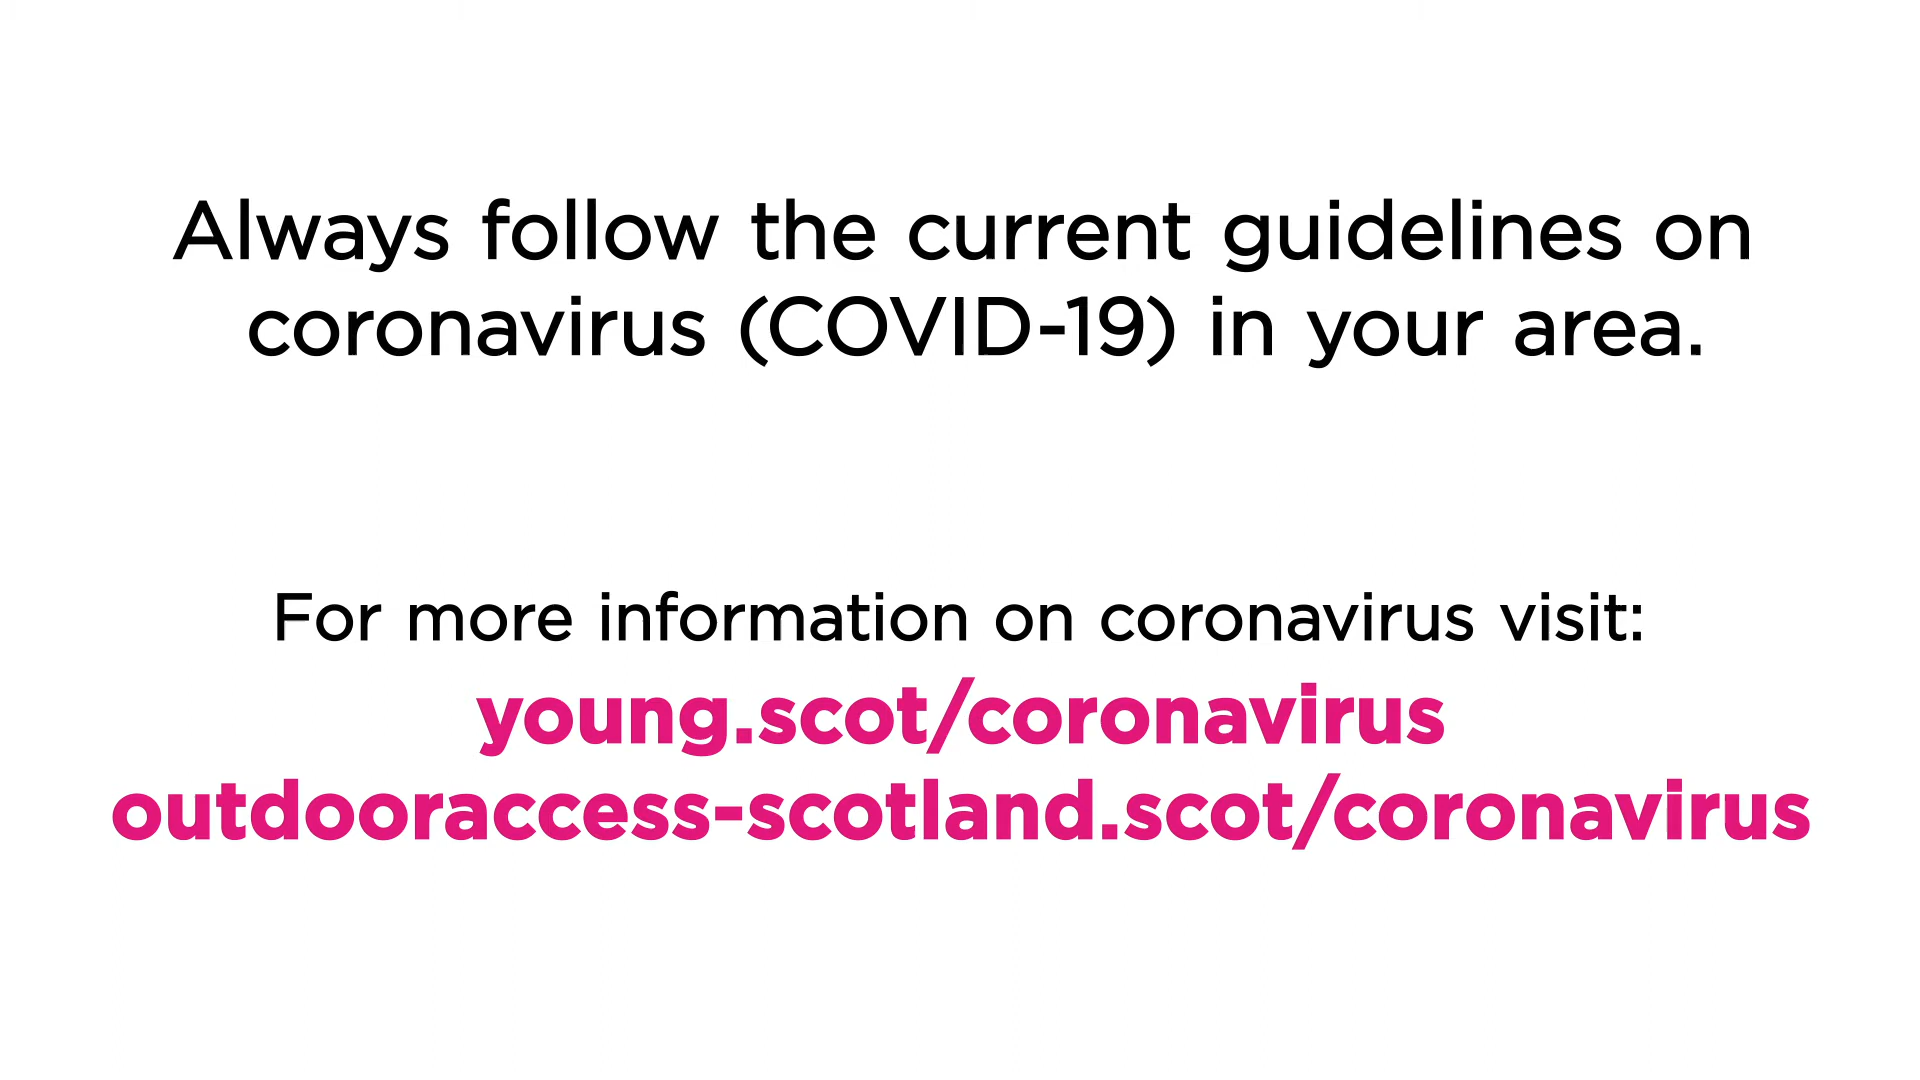 Always follow the current guidelines on
coronavirus (COVID-19) in your area.
For more information on coronavirus visit:
young.scot/coronavirus
outdooraccess-scotland.scot/coronavirus